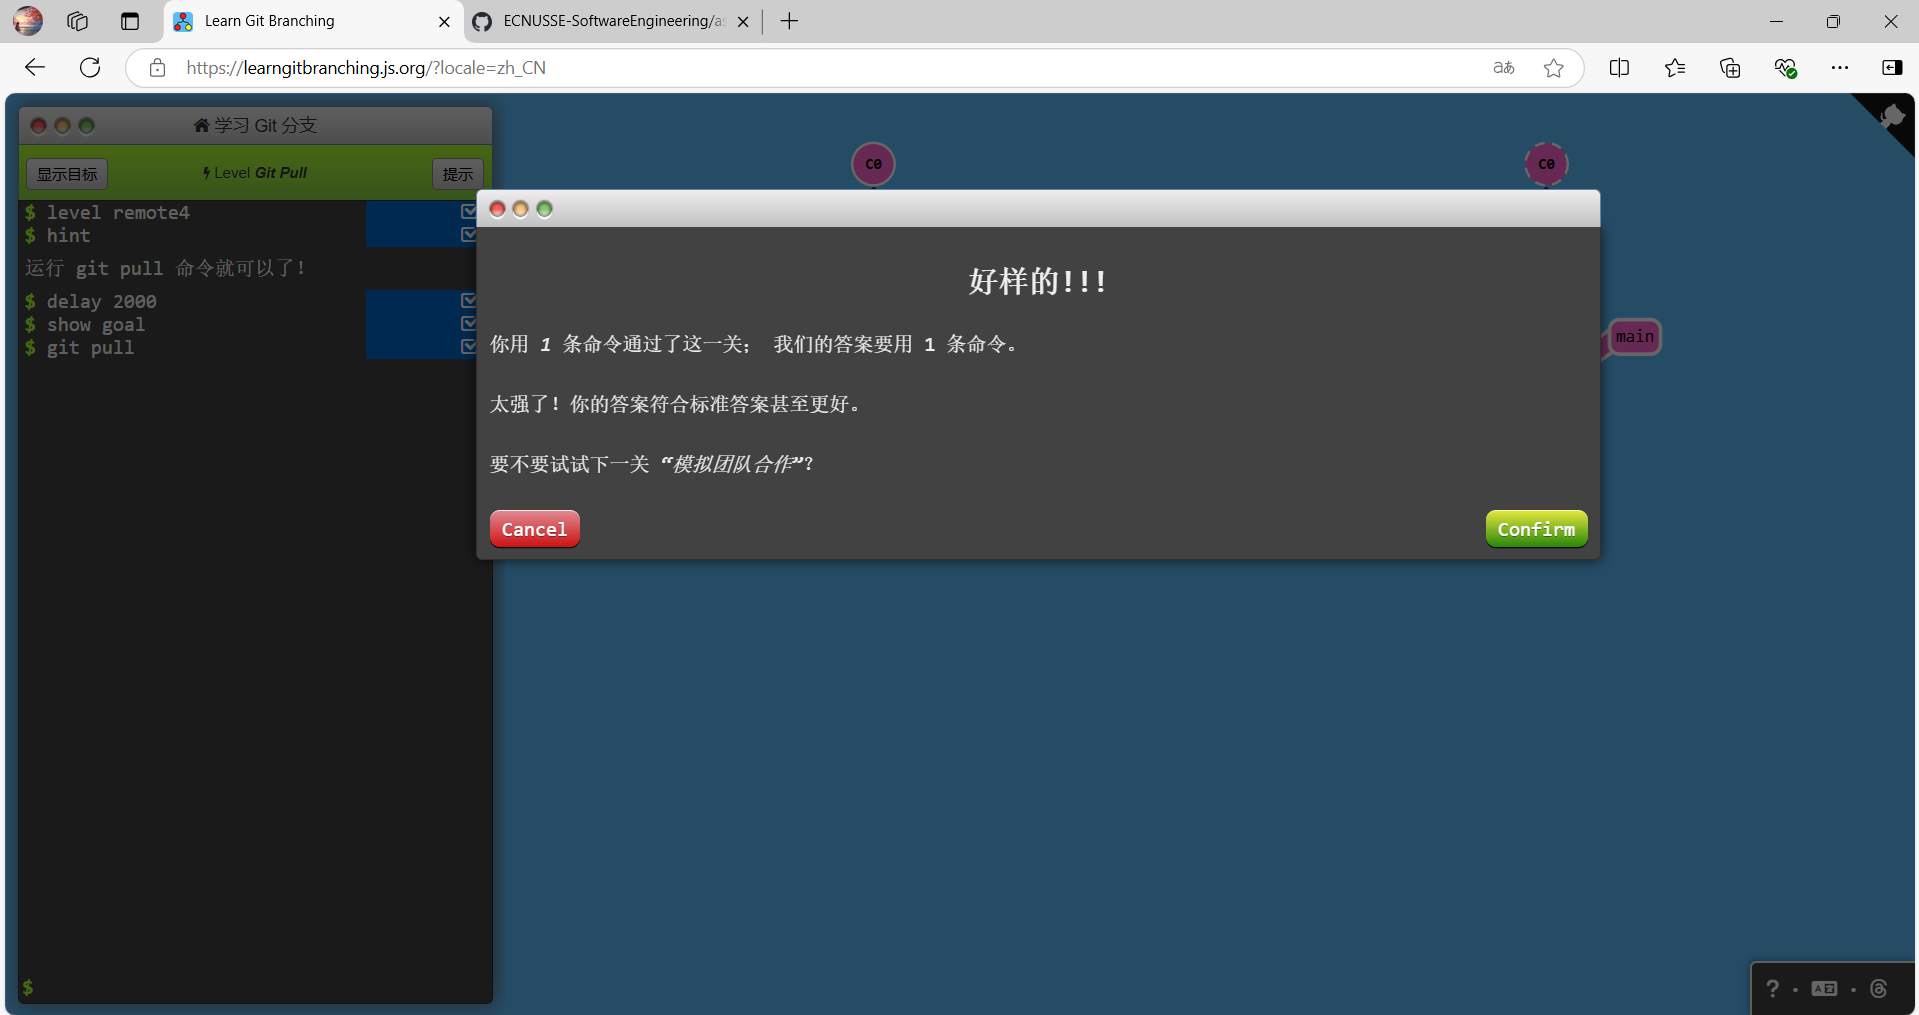 Learn Git Branching
ECNUSSE-SoftwareEngineering/as
https://learngitbranching.js.org/?locale=zh_CN
aあ
学习 Git 分支
显示目标
Level Git Pull
提示
$ level remote4
$ hint
运行 git pull 命令就可以了！
$ delay 2000
$ show goal
$ git pull
$
C0
C0
main
好样的!!!
你用 1 条命令通过了这一关； 我们的答案要用 1 条命令。
太强了！你的答案符合标准答案甚至更好。
要不要试试下一关 “模拟团队合作”？
Cancel
Confirm
?